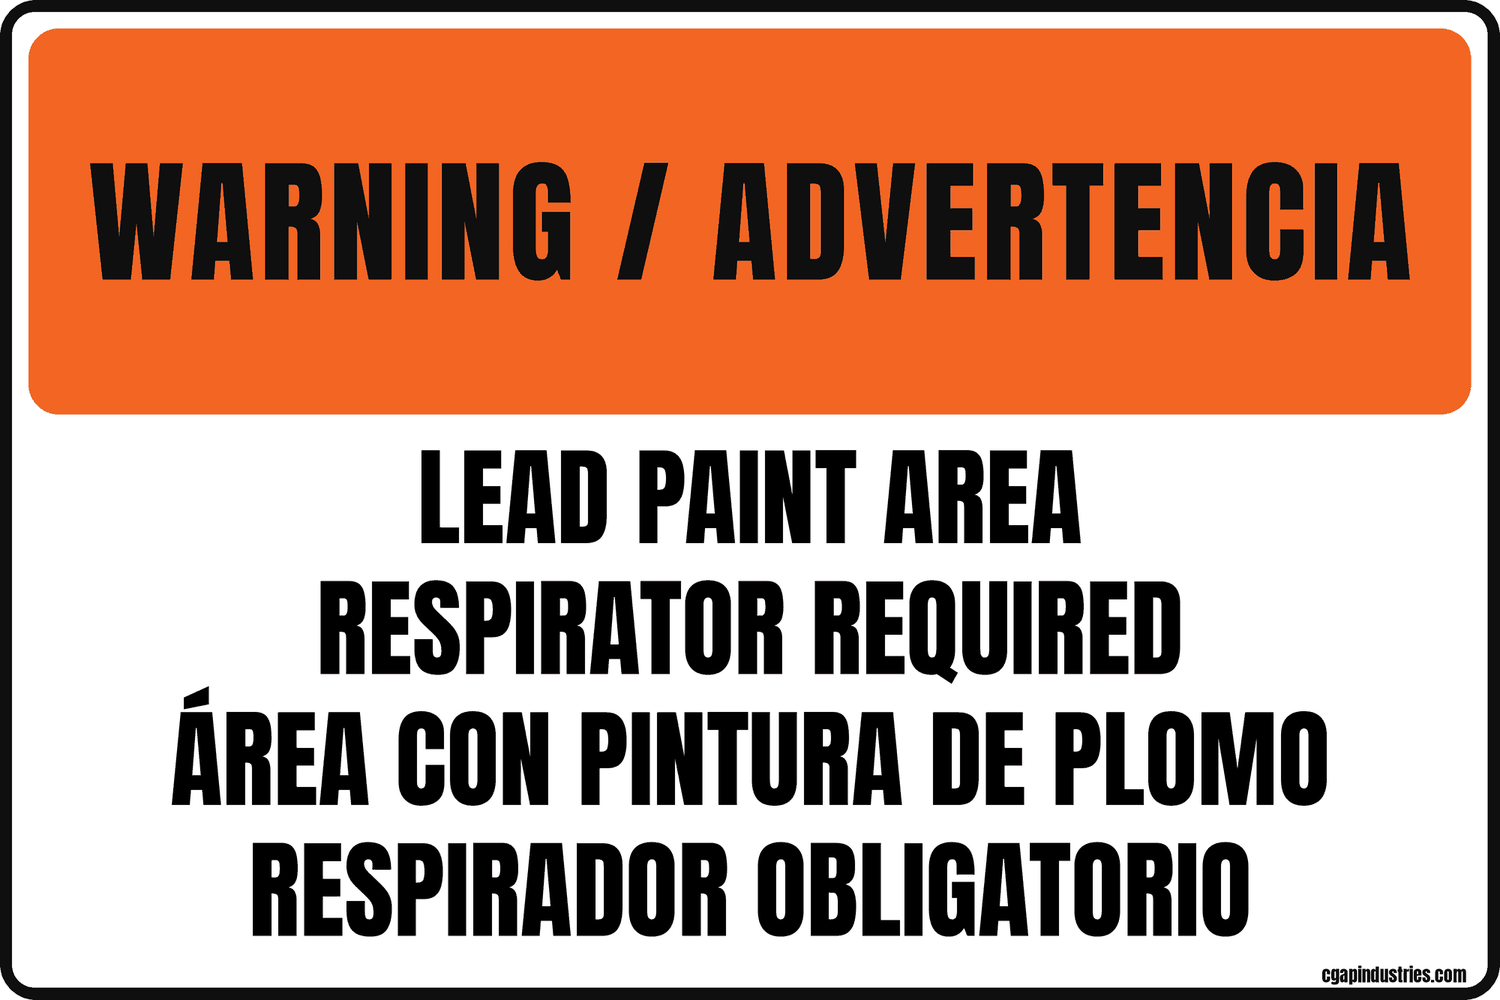 WARNING / ADVERTENCIA
LEAD PAINT AREA
RESPIRATOR REQUIRED
ÁREA CON PINTURA DE PLOMO
RESPIRADOR OBLIGATORIO
cgapindustries.com